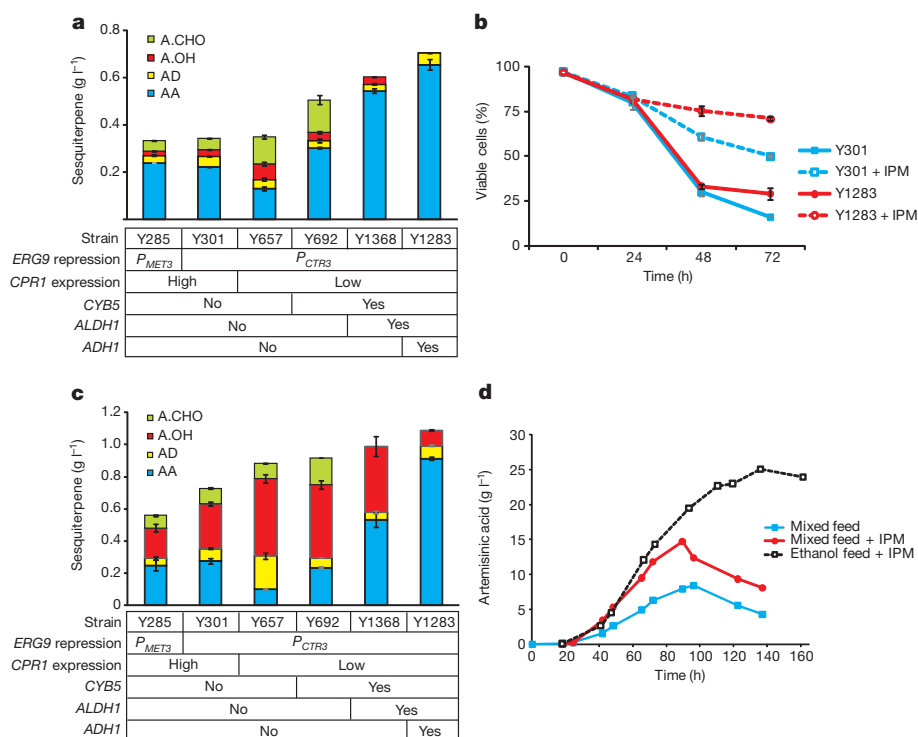 a
0.8
0.6
0.4
0.2
Sesquiterpene (g l⁻¹)
A.CHO
A.OH
AD
AA
Strain Y285 Y301 Y657 Y692 Y1368 Y1283
ERG9 repression P_MET3 P_CTR3
CPR1 expression High Low
CYB5 No Yes
ALDH1 No Yes
ADH1 No Yes
b
100
75
50
25
0
Viable cells (%)
0 24 48 72
Time (h)
Y301
Y301 + IPM
Y1283
Y1283 + IPM
c
1.2
1.0
0.8
0.6
0.4
0.2
0
Sesquiterpene (g l⁻¹)
A.CHO
A.OH
AD
AA
Strain Y285 Y301 Y657 Y692 Y1368 Y1283
ERG9 repression P_MET3 P_CTR3
CPR1 expression High Low
CYB5 No Yes
ALDH1 No Yes
ADH1 No Yes
d
30
25
20
15
10
5
0
Artemisinic acid (g l⁻¹)
0 20 40 60 80 100 120 140 160
Time (h)
Mixed feed
Mixed feed + IPM
Ethanol feed + IPM